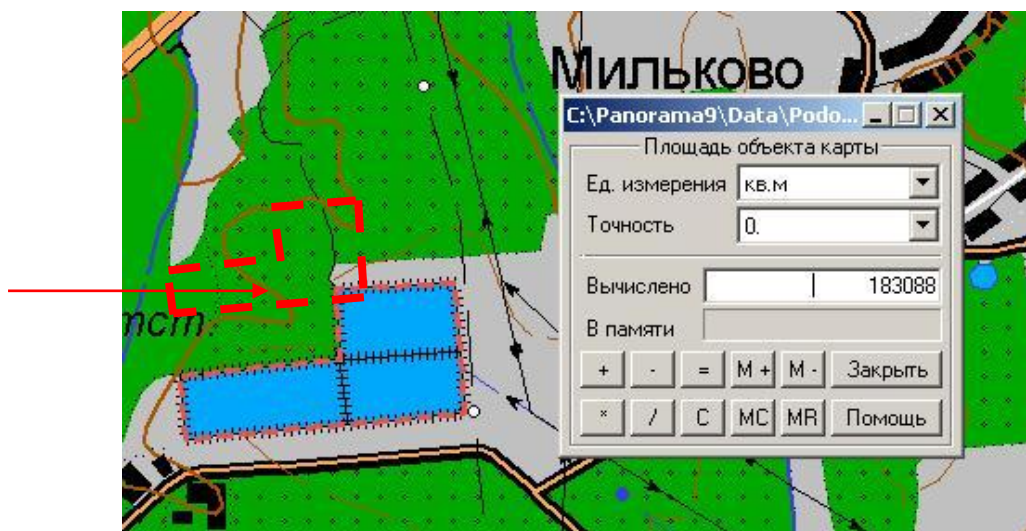 Мильково
C:\Panorama9\Data\Podo...
Площадь объекта карты
Ед. измерения кв.м
Точность 0.
Вычислено 183088
В памяти
+ - = M + M - Закрыть
* / C MC MR Помощь
тст.